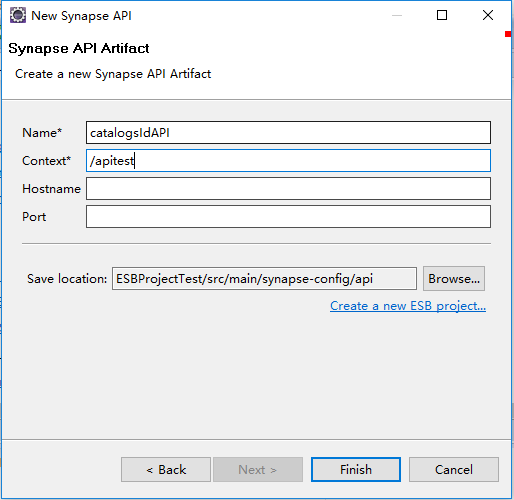 New Synapse API
Synapse API Artifact
Create a new Synapse API Artifact
Name* catalogsIdAPI
Context* /apitest
Hostname
Port
Save location: ESBProjectTest/src/main/synapse-config/api Browse...
Create a new ESB project...
< Back Next > Finish Cancel